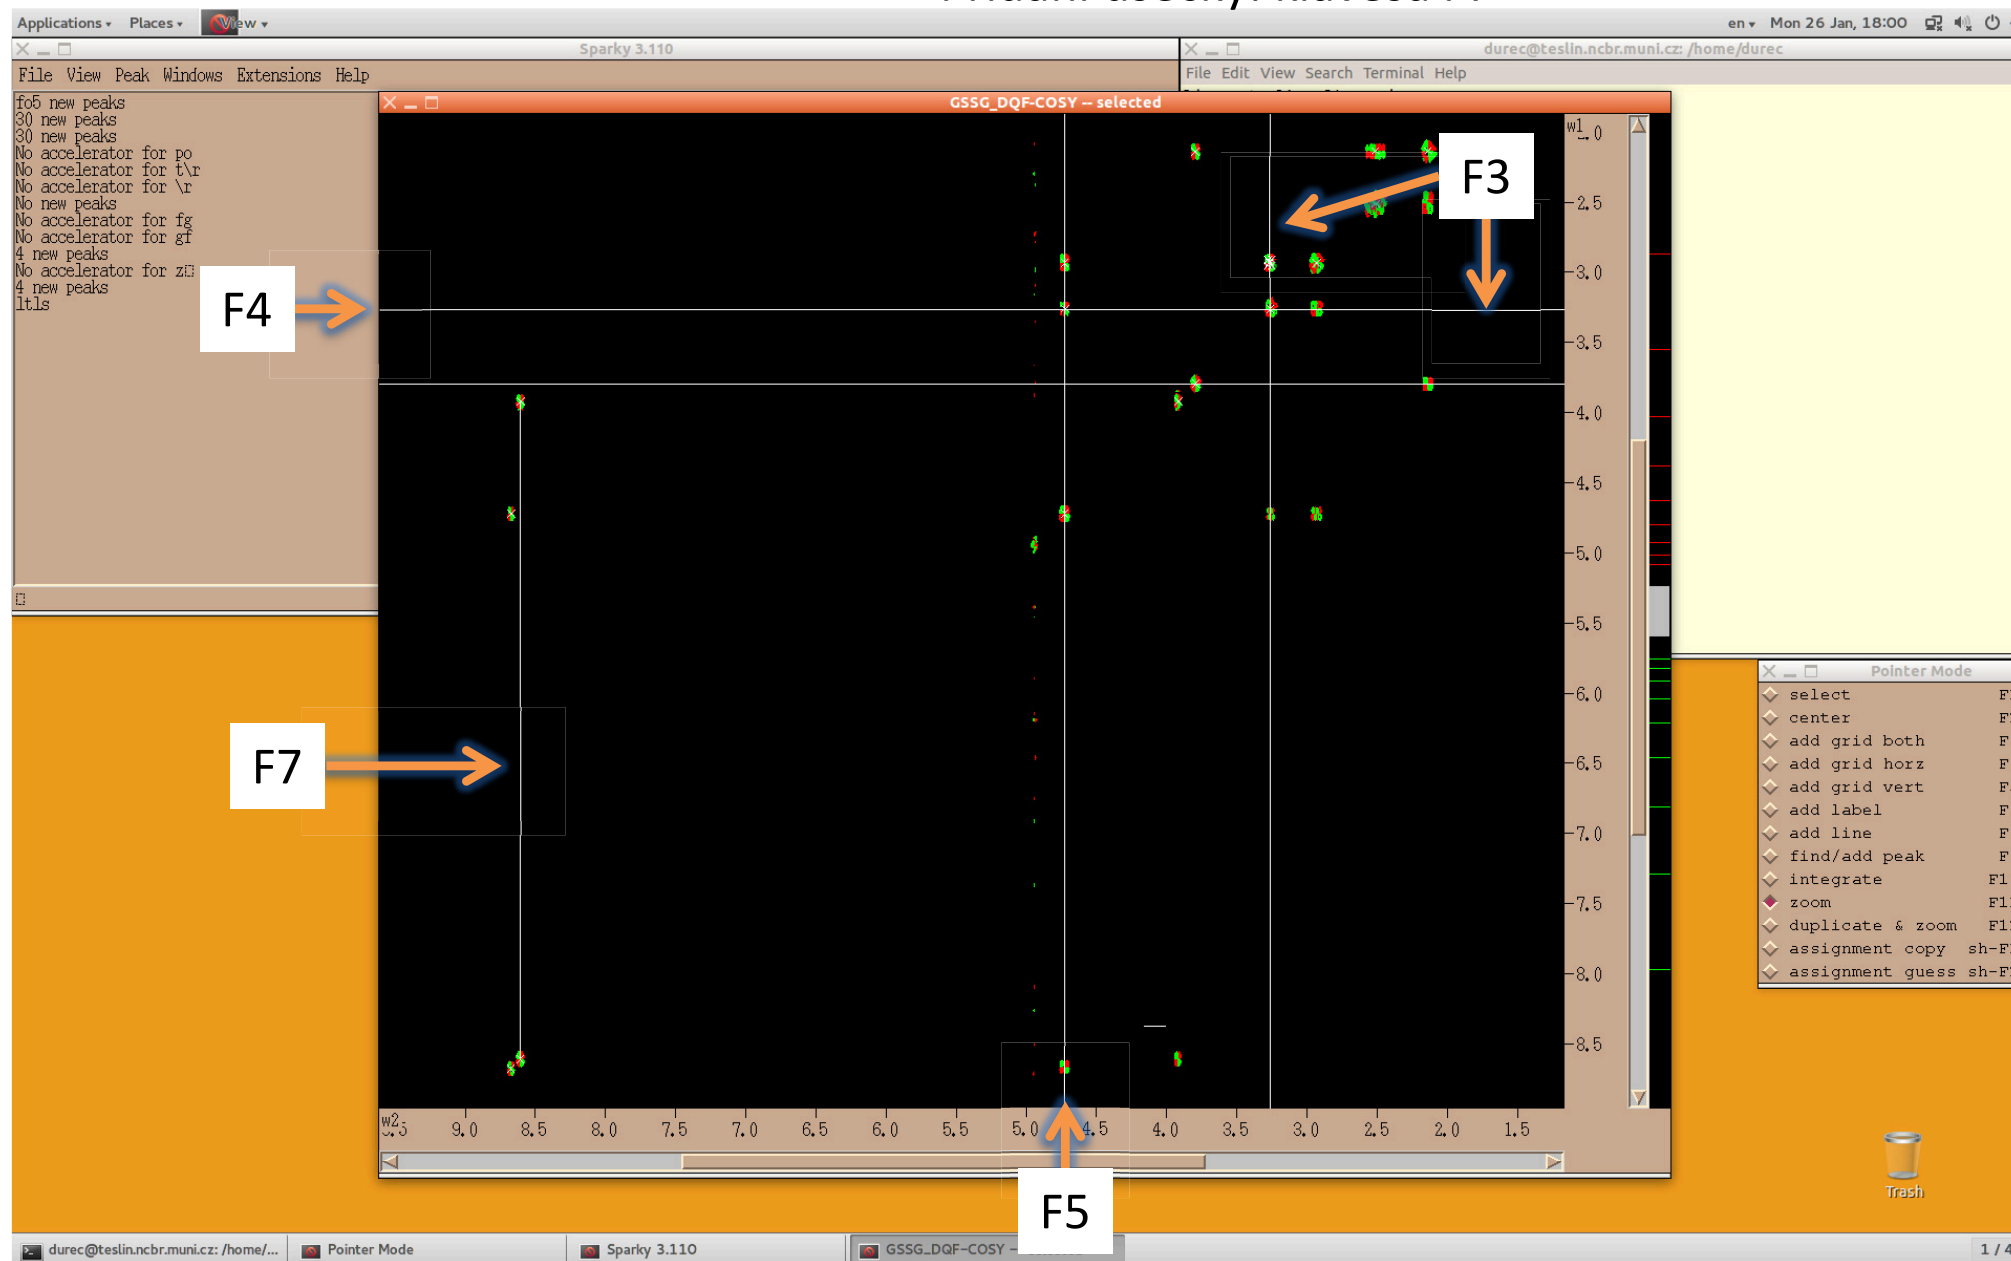 Applications Places View en Mon 26 Jan, 18:00
Sparky 3.110
durec@teslin.ncbr.muni.cz: /home/durec
File View Peak Windows Extensions Help
File Edit View Search Terminal Help
fo5 new peaks
30 new peaks
30 new peaks
No accelerator for po
No accelerator for t\r
No accelerator for \r
No new peaks
No accelerator for fg
No accelerator for gf
4 new peaks
No accelerator for z
4 new peaks
ltls
GSSG_DQF-COSY -- selected
w1
2.5
3.0
3.5
4.0
4.5
5.0
5.5
6.0
6.5
7.0
7.5
8.0
8.5
w2
9.0 8.5 8.0 7.5 7.0 6.5 6.0 5.5 5.0 4.5 4.0 3.5 3.0 2.5 2.0 1.5
F3
F4
F7
F5
Pointer Mode
select
center
add grid both
add grid horz
add grid vert
add label
add line
find/add peak
integrate
zoom
duplicate & zoom
assignment copy
assignment guess
Trash
durec@teslin.ncbr.muni.cz: /home/... Pointer Mode Sparky 3.110 GSSG_DQF-COSY
1 / 4